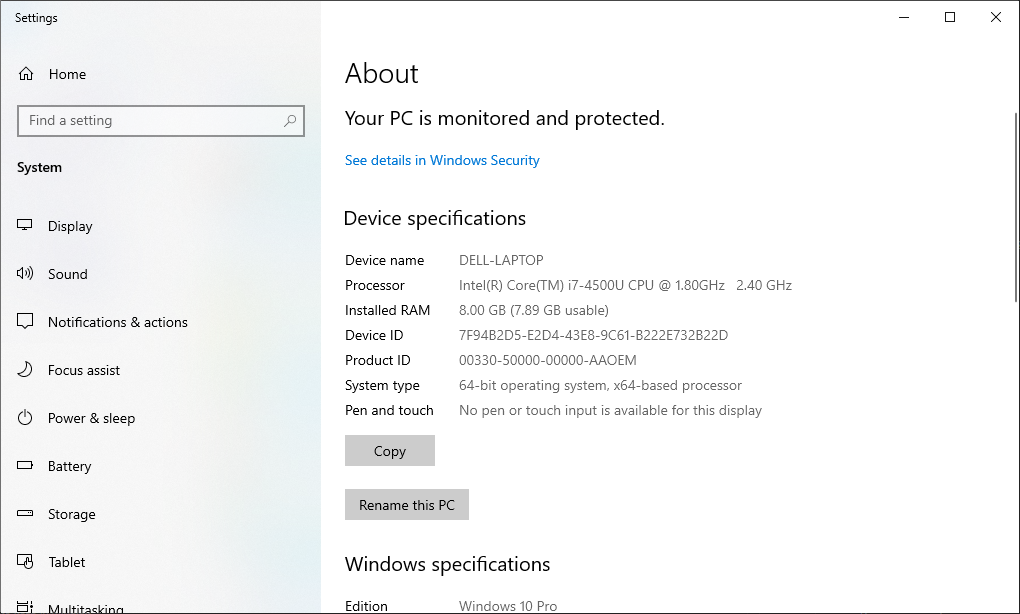 Settings
Home
Find a setting
System
Display
Sound
Notifications & actions
Focus assist
Power & sleep
Battery
Storage
Tablet
Multitasking
About
Your PC is monitored and protected.
See details in Windows Security
Device specifications
Device name DELL-LAPTOP
Processor Intel(R) Core(TM) i7-4500U CPU @ 1.80GHz 2.40 GHz
Installed RAM 8.00 GB (7.89 GB usable)
Device ID 7F94B2D5-E2D4-43E8-9C61-B222E732B22D
Product ID 00330-50000-00000-AAOEM
System type 64-bit operating system, x64-based processor
Pen and touch No pen or touch input is available for this display
Copy
Rename this PC
Windows specifications
Edition Windows 10 Pro